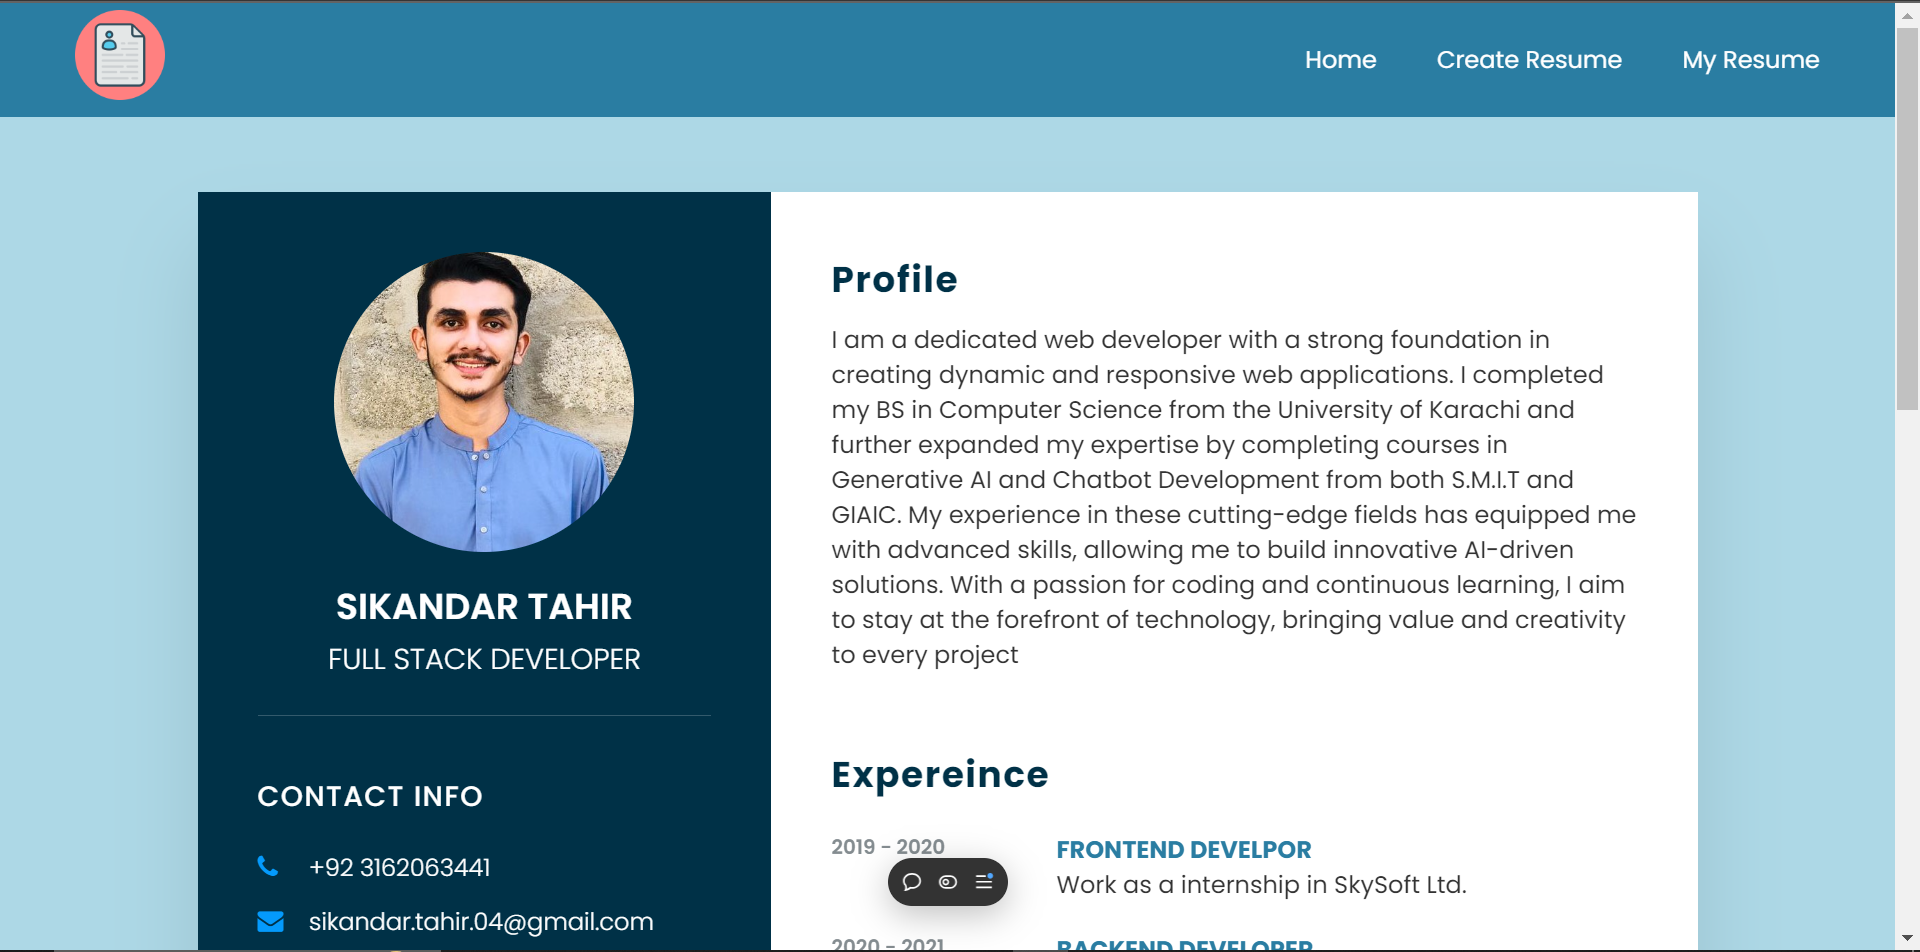 Home Create Resume My Resume
SIKANDAR TAHIR
FULL STACK DEVELOPER
CONTACT INFO
+92 3162063441
sikandar.tahir.04@gmail.com
Profile
I am a dedicated web developer with a strong foundation in
creating dynamic and responsive web applications. I completed
my BS in Computer Science from the University of Karachi and
further expanded my expertise by completing courses in
Generative AI and Chatbot Development from both S.M.I.T and
GIAIC. My experience in these cutting-edge fields has equipped me
with advanced skills, allowing me to build innovative AI-driven
solutions. With a passion for coding and continuous learning, I aim
to stay at the forefront of technology, bringing value and creativity
to every project
Expereince
2019 - 2020 FRONTEND DEVELPOR
Work as a internship in SkySoft Ltd.
2020 - 2021 BACKEND DEVELOPER